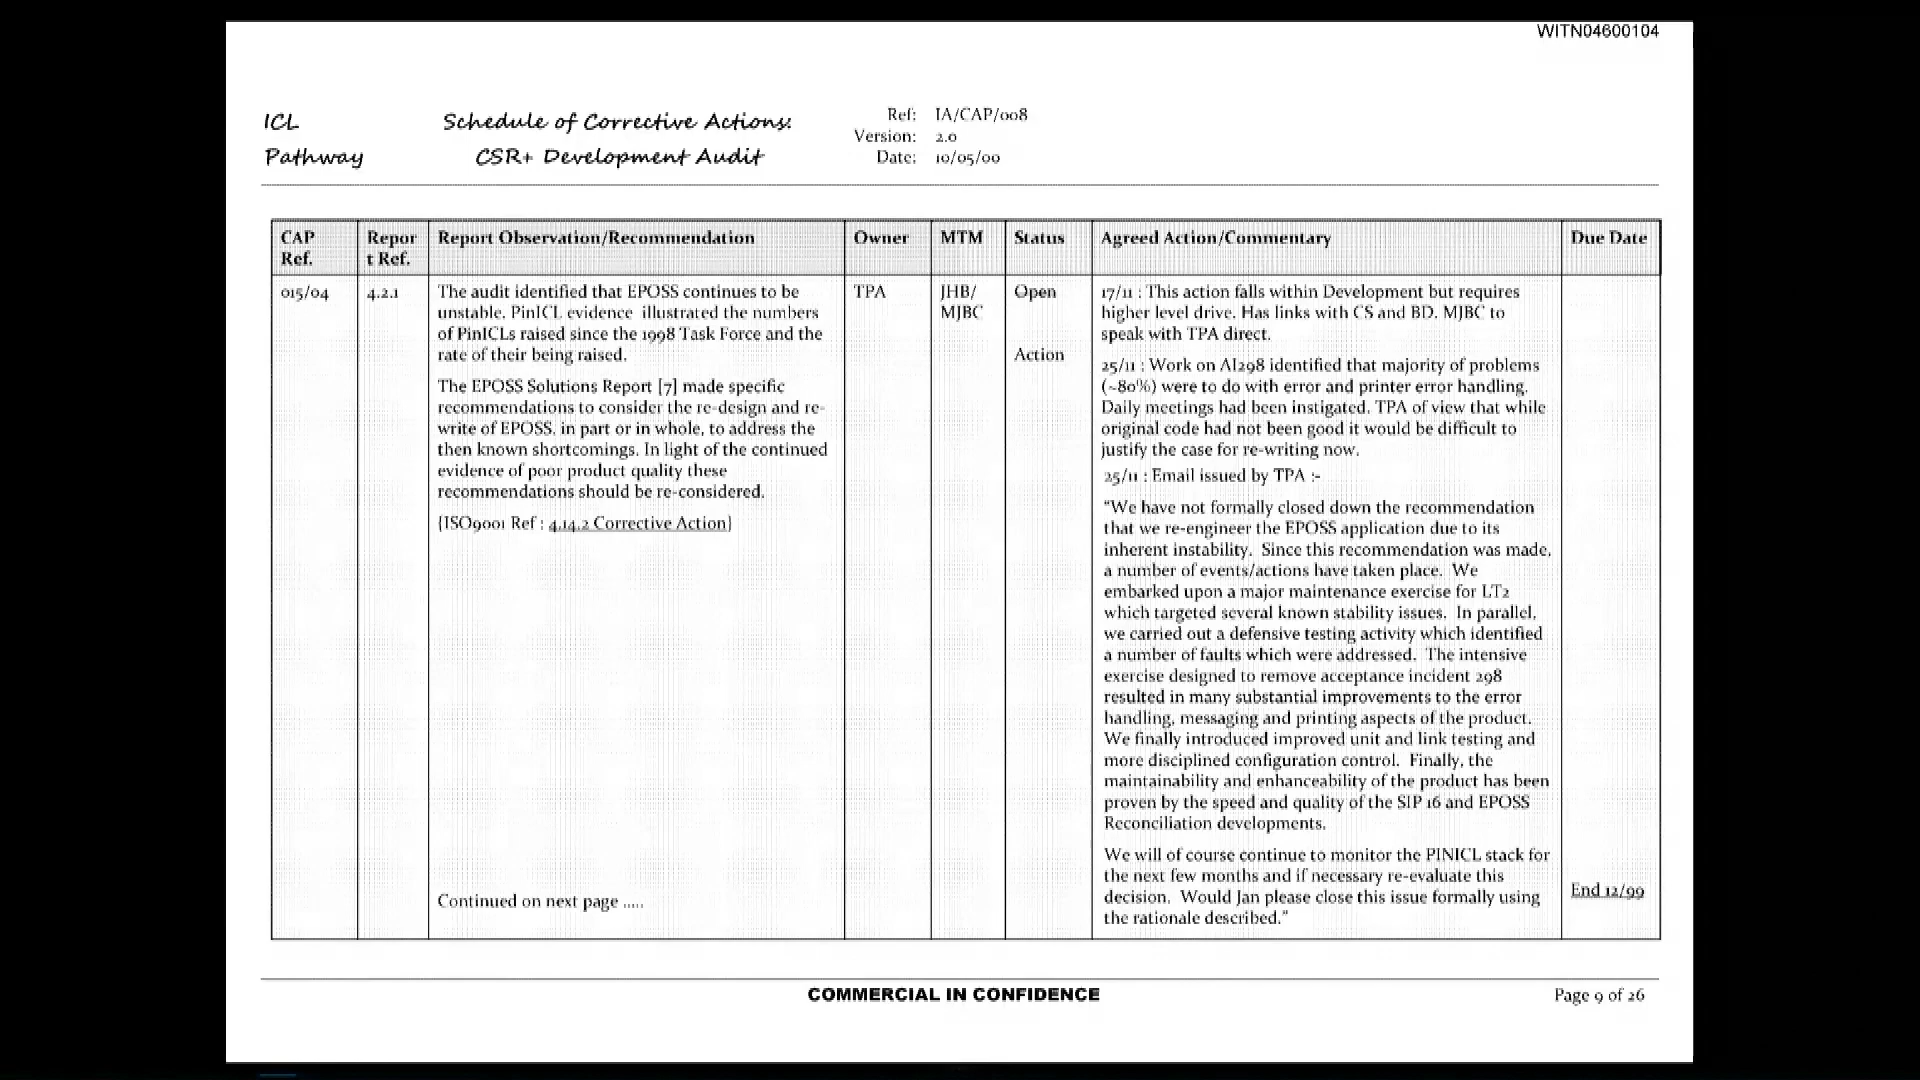 WITN04600104
ICL
Pathway
Schedule of Corrective Actions:
CSR+ Development Audit
Ref: IA/CAP/008
Version: 2.0
Date: 10/05/00
CAP Ref.
Report Ref.
Report Observation/Recommendation
Owner
MTM
Status
Agreed Action/Commentary
Due Date
015/04
4.2.1
The audit identified that EPOSS continues to be
unstable. PinICL evidence illustrated the numbers
of PinICLs raised since the 1998 Task Force and the
rate of their being raised.
The EPOSS Solutions Report [7] made specific
recommendations to consider the re-design and re-
write of EPOSS, in part or in whole, to address the
then known shortcomings. In light of the continued
evidence of poor product quality these
recommendations should be re-considered.
{ISO9001 Ref : 4.14.2 Corrective Action}
Continued on next page .....
TPA
JHB/
MJBC
Open
Action
17/11 : This action falls within Development but requires
higher level drive. Has links with CS and BD. MJBC to
speak with TPA direct.
25/11 : Work on AI298 identified that majority of problems
(~80%) were to do with error and printer error handling.
Daily meetings had been instigated. TPA of view that while
original code had not been good it would be difficult to
justify the case for re-writing now.
25/11 : Email issued by TPA :-
"We have not formally closed down the recommendation
that we re-engineer the EPOSS application due to its
inherent instability. Since this recommendation was made,
a number of events/actions have taken place. We
embarked upon a major maintenance exercise for LT2
which targeted several known stability issues. In parallel,
we carried out a defensive testing activity which identified
a number of faults which were addressed. The intensive
exercise designed to remove acceptance incident 298
resulted in many substantial improvements to the error
handling, messaging and printing aspects of the product.
We finally introduced improved unit and link testing and
more disciplined configuration control. Finally, the
maintainability and enhanceability of the product has been
proven by the speed and quality of the SIP 16 and EPOSS
Reconciliation developments.
We will of course continue to monitor the PINICL stack for
the next few months and if necessary re-evaluate this
decision. Would Jan please close this issue formally using
the rationale described."
End 12/99
COMMERCIAL IN CONFIDENCE
Page 9 of 26